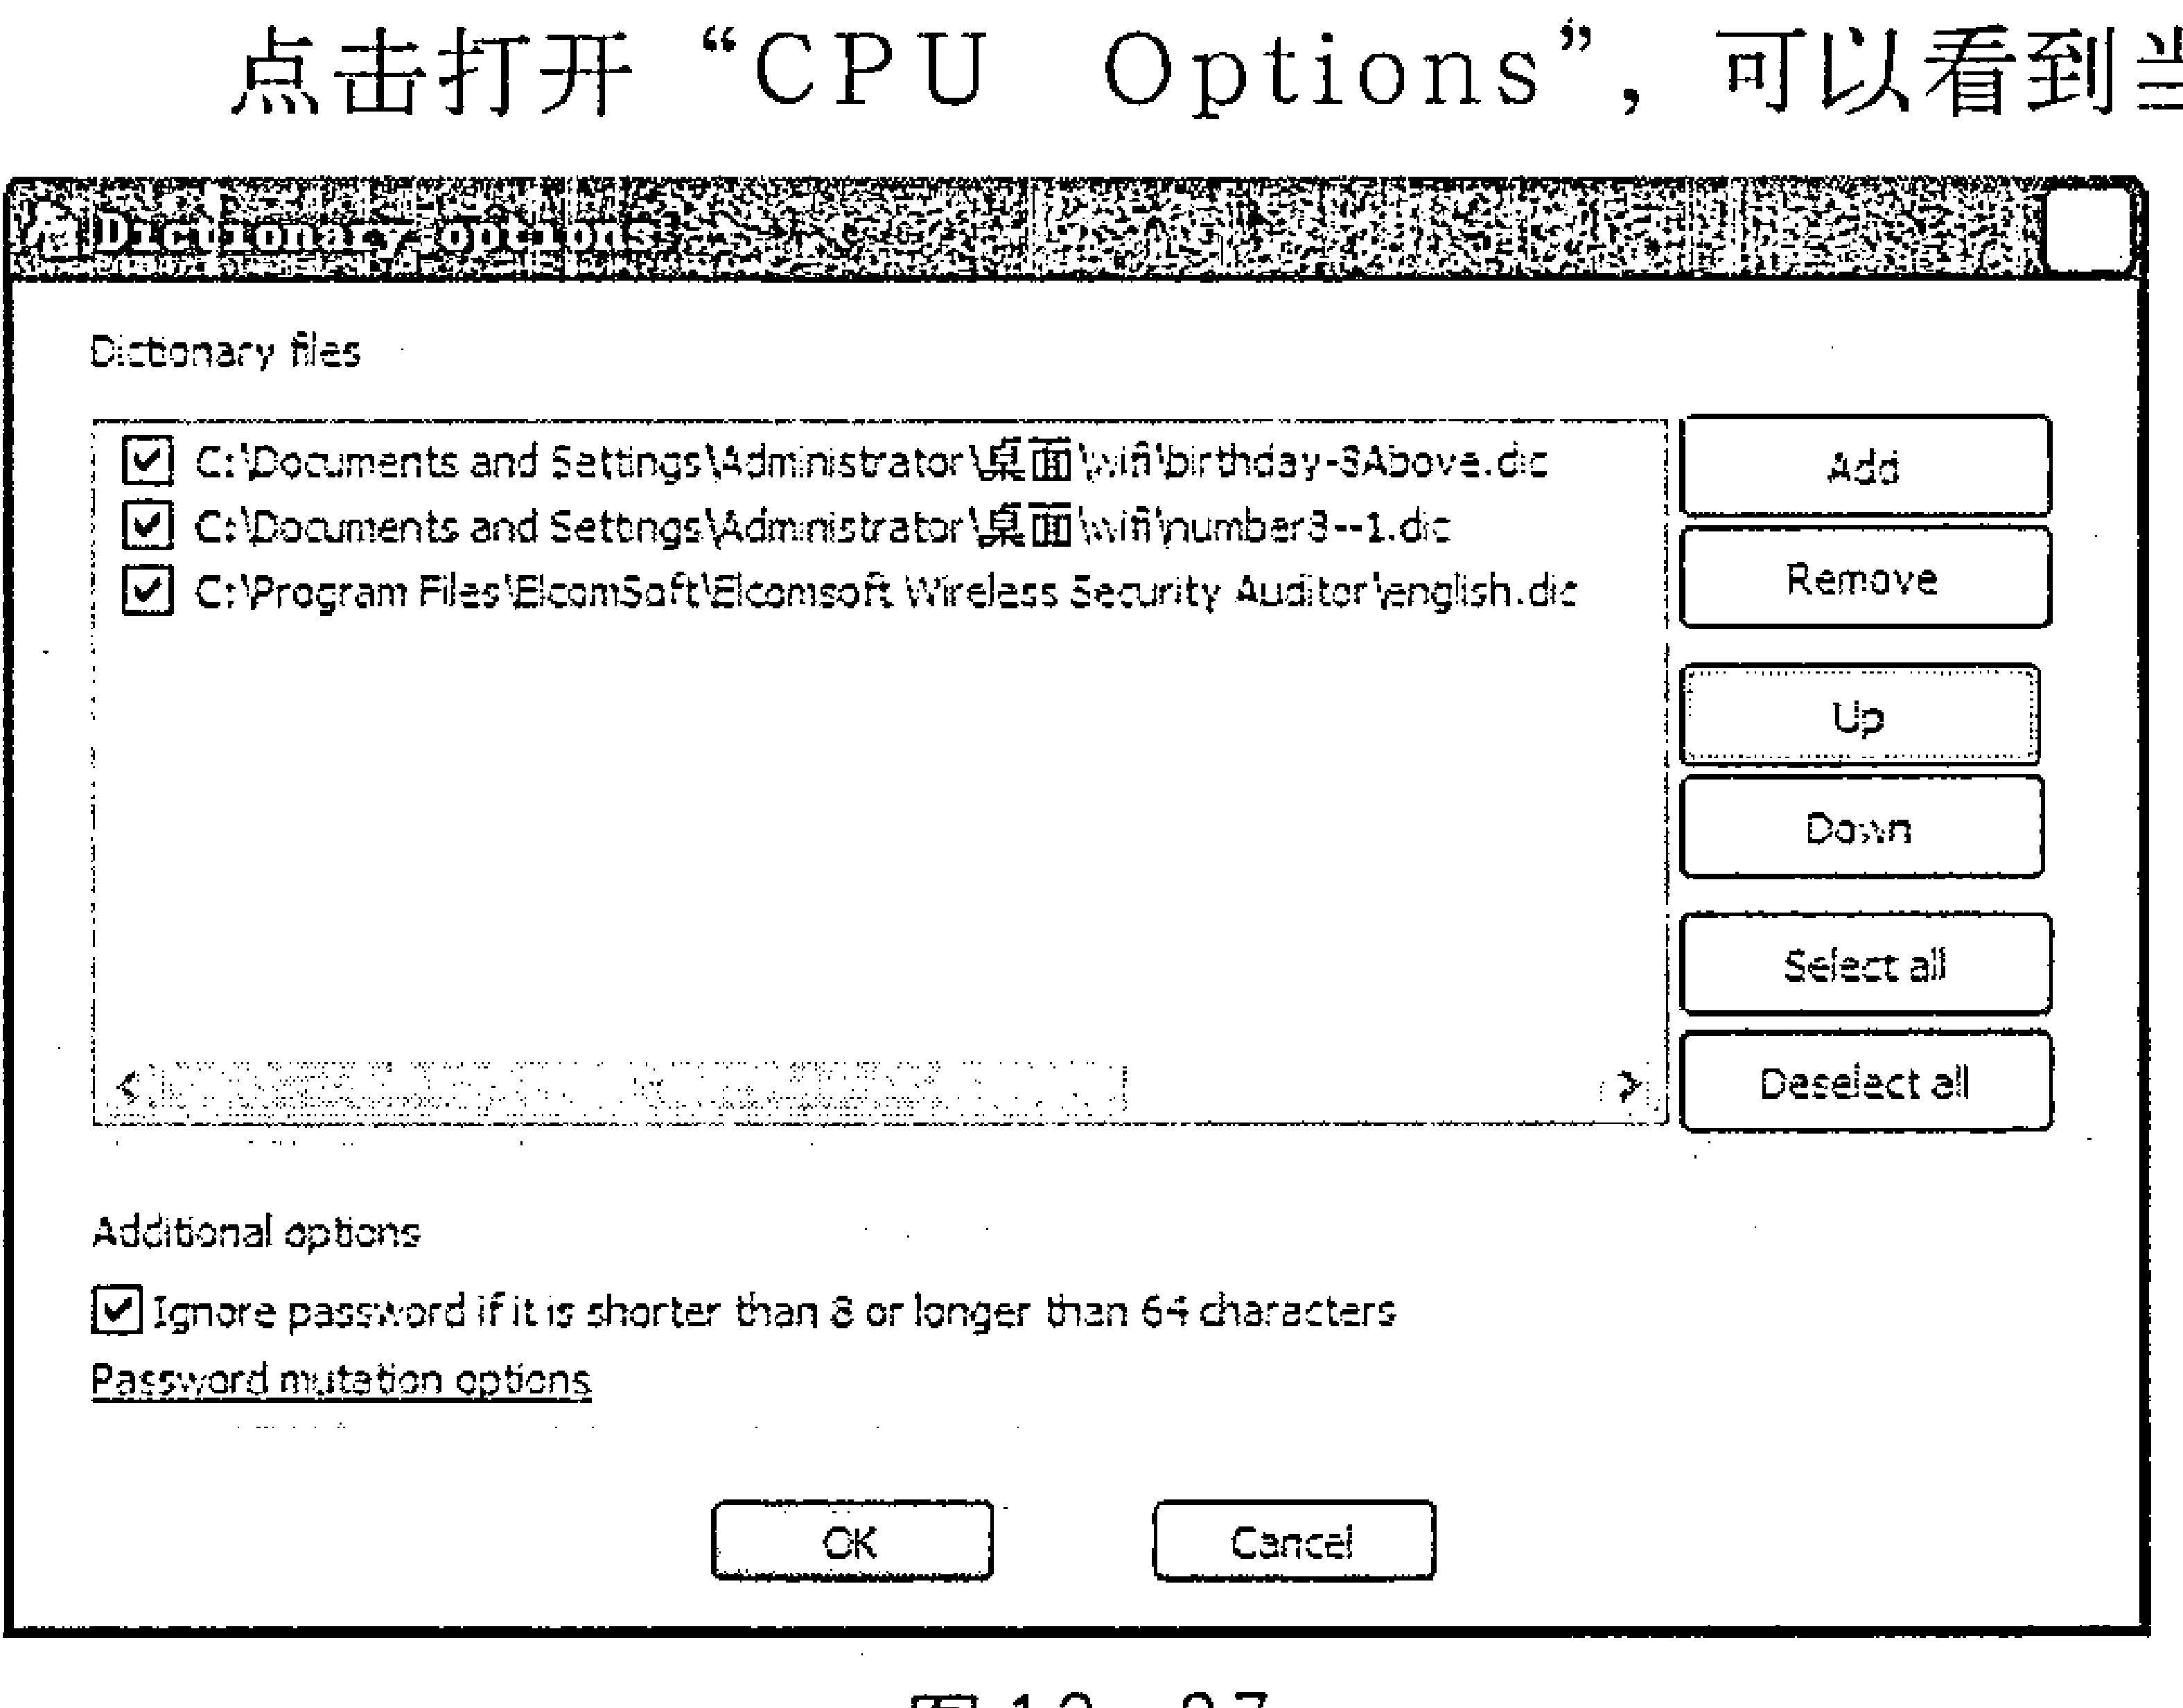 点击打开“CPU Options”，可以看到
Dictionary options
Dictionary files
C:\Documents and Settings\Administrator\桌面\wifi\birthday-8Above.dic
C:\Documents and Settings\Administrator\桌面\wifi\number8--1.dic
C:\Program Files\ElcomSoft\Elcomsoft Wireless Security Auditor\english.dic
Add
Remove
Up
Down
Select all
Deselect all
Additional options
Ignore password if it is shorter than 8 or longer than 64 characters
Password mutation options
OK
Cancel